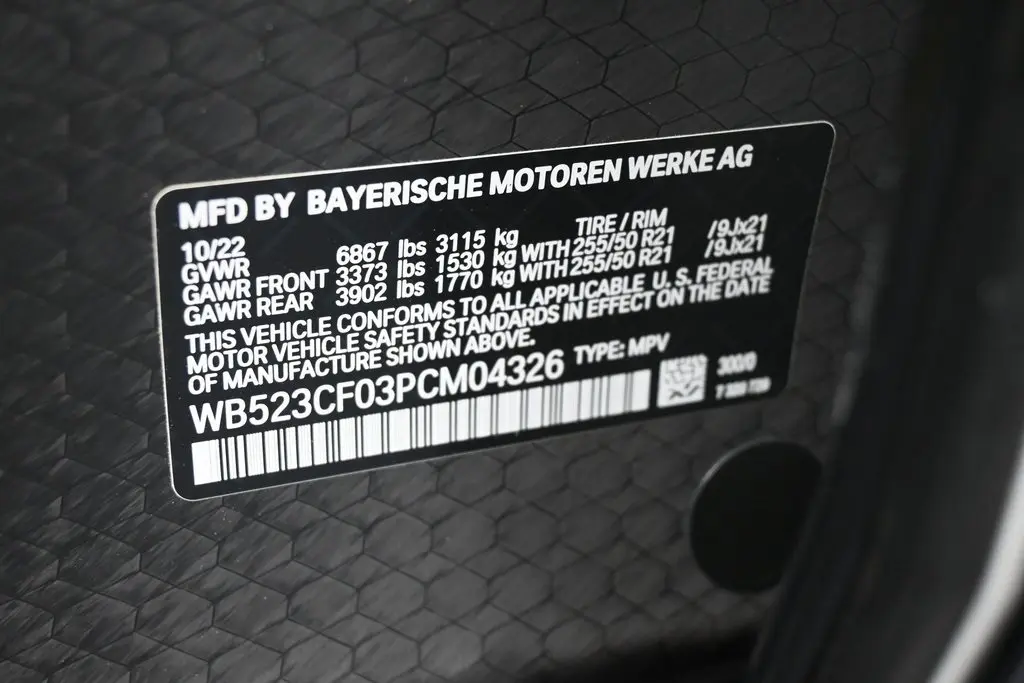 MFD BY BAYERISCHE MOTOREN WERKE AG
10/22 TIRE / RIM
GVWR 6867 lbs 3115 kg
GAWR FRONT 3373 lbs 1530 kg WITH 255/50 R21 /9Jx21
GAWR REAR 3902 lbs 1770 kg WITH 255/50 R21 /9Jx21
THIS VEHICLE CONFORMS TO ALL APPLICABLE U. S. FEDERAL
MOTOR VEHICLE SAFETY STANDARDS IN EFFECT ON THE DATE
OF MANUFACTURE SHOWN ABOVE.
WB523CF03PCM04326 TYPE: MPV
300/0